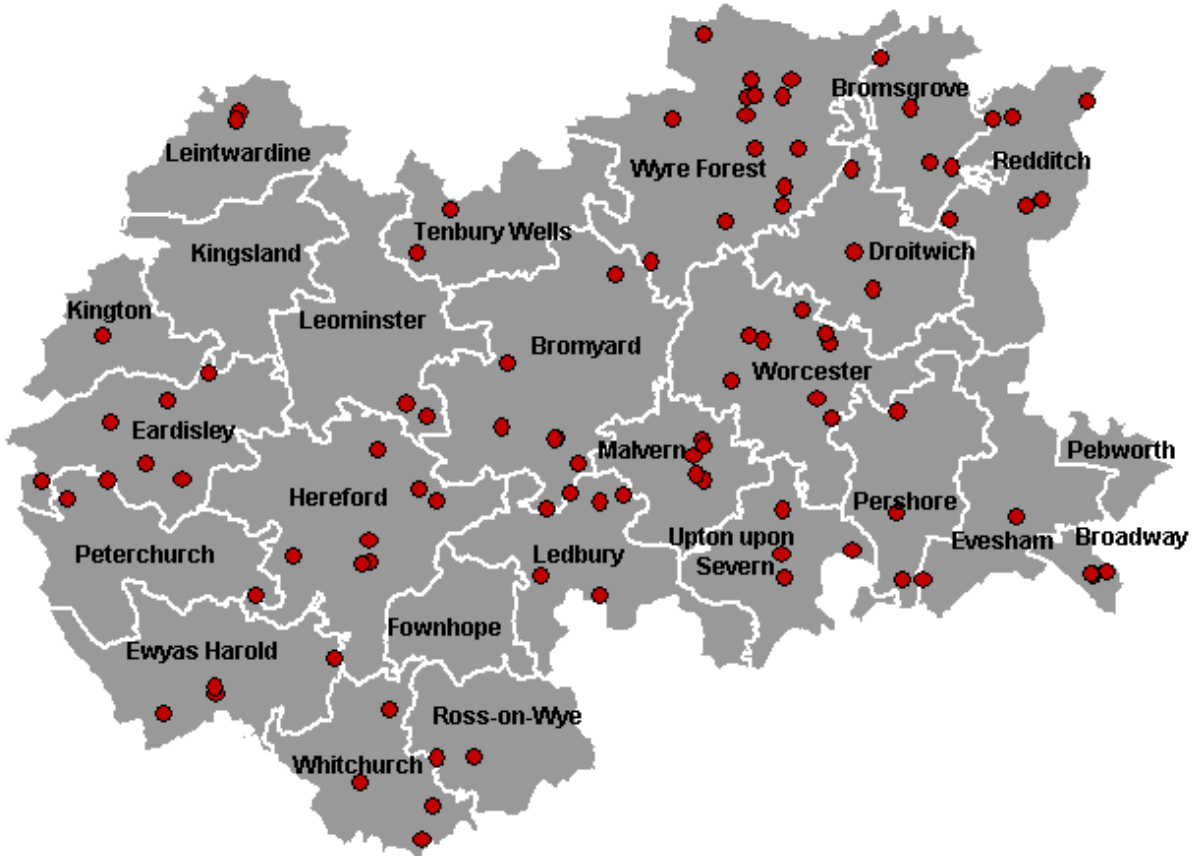 Bromsgrove
Leintwardine
Redditch
Wyre Forest
Tenbury Wells
Kingsland
Droitwich
Kington
Leominster
Bromyard
Worcester
Eardisley
Malvern
Pebworth
Hereford
Pershore
Peterchurch
Ledbury
Upton upon
Severn
Evesham
Broadway
Fownhope
Ewyas Harold
Ross-on-Wye
Whitchurch